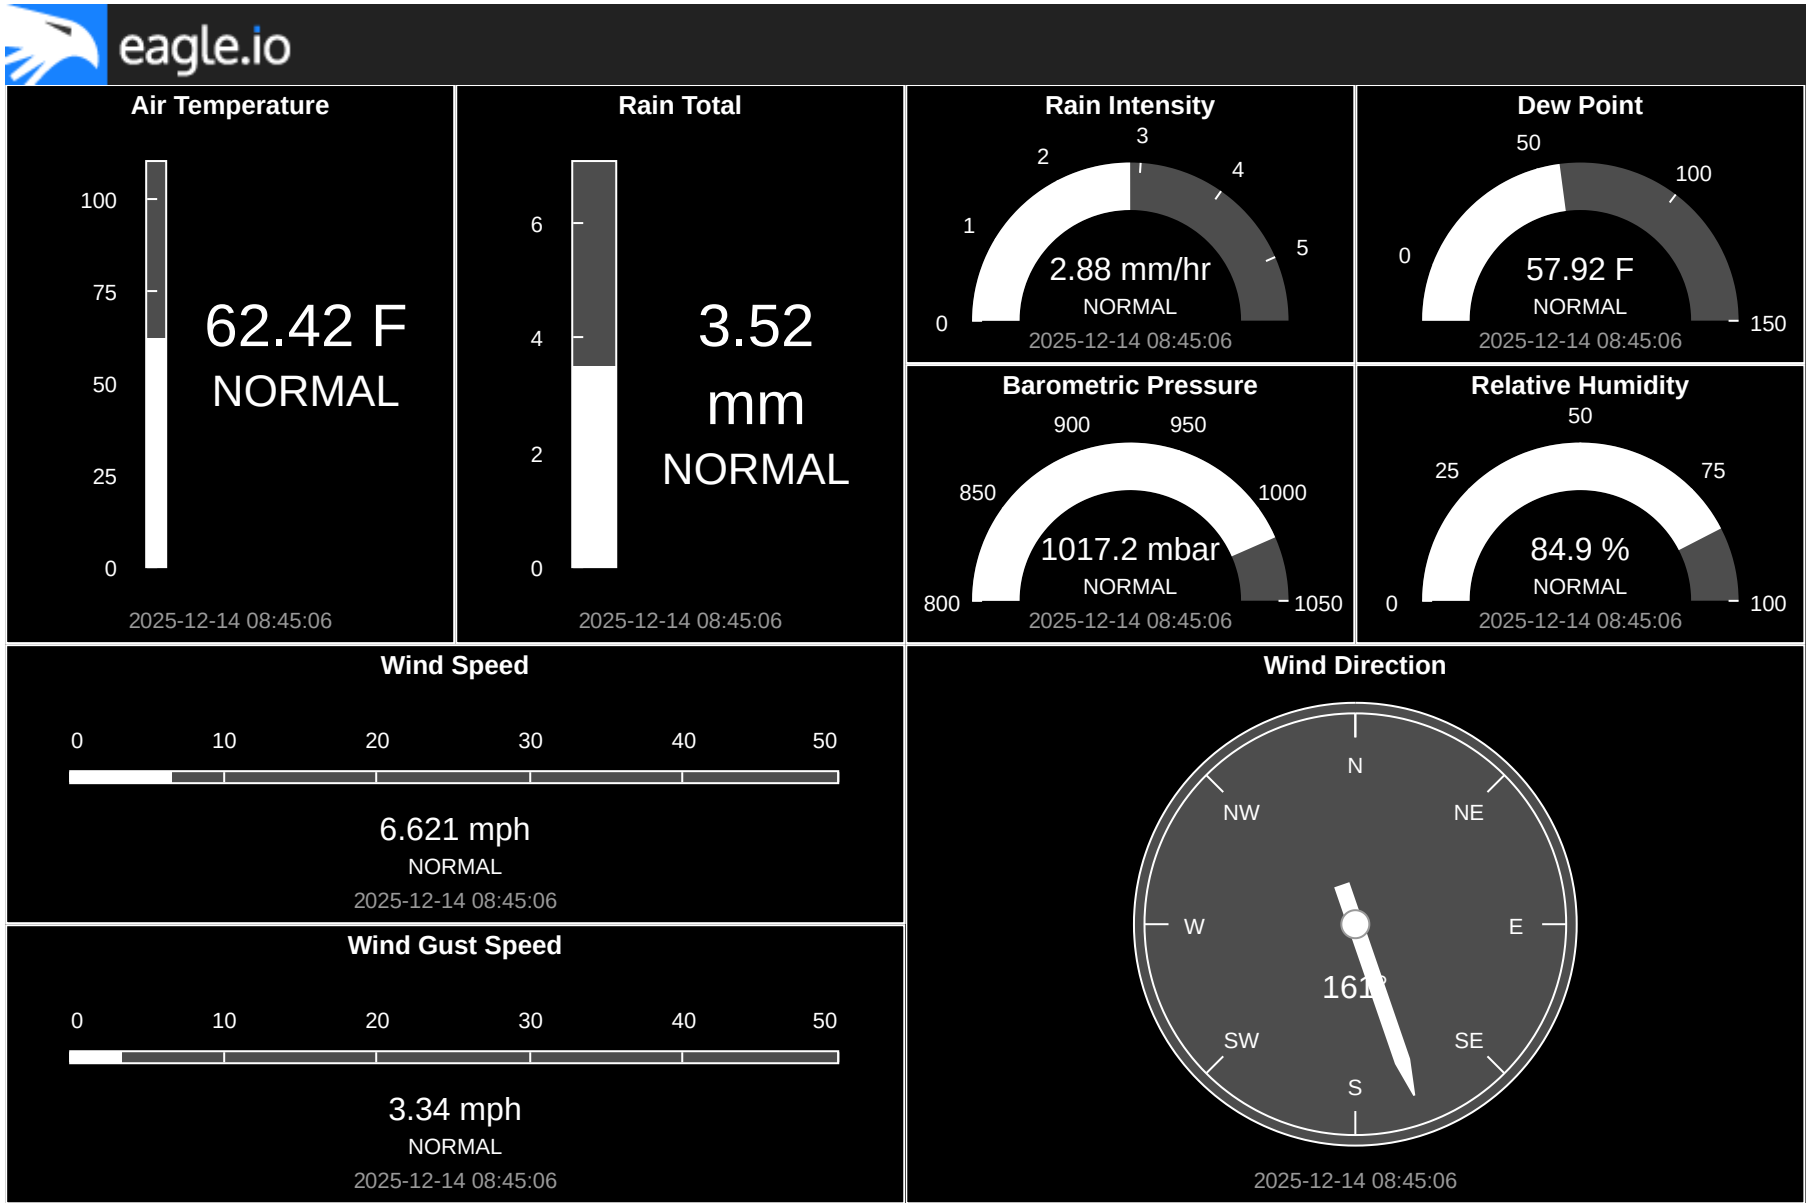 eagle.io
Air Temperature
100
75
50
25
0
62.42 F
NORMAL
2025-12-14 08:45:06
Rain Total
6
4
2
0
3.52
mm
NORMAL
2025-12-14 08:45:06
Rain Intensity
0
1
2
3
4
5
2.88 mm/hr
NORMAL
2025-12-14 08:45:06
Dew Point
0
50
100
150
57.92 F
NORMAL
2025-12-14 08:45:06
Barometric Pressure
800
850
900
950
1000
1050
1017.2 mbar
NORMAL
2025-12-14 08:45:06
Relative Humidity
0
25
50
75
100
84.9 %
NORMAL
2025-12-14 08:45:06
Wind Speed
0 10 20 30 40 50
6.621 mph
NORMAL
2025-12-14 08:45:06
Wind Gust Speed
0 10 20 30 40 50
3.34 mph
NORMAL
2025-12-14 08:45:06
Wind Direction
N
NW NE
W E
161°
SW SE
S
2025-12-14 08:45:06